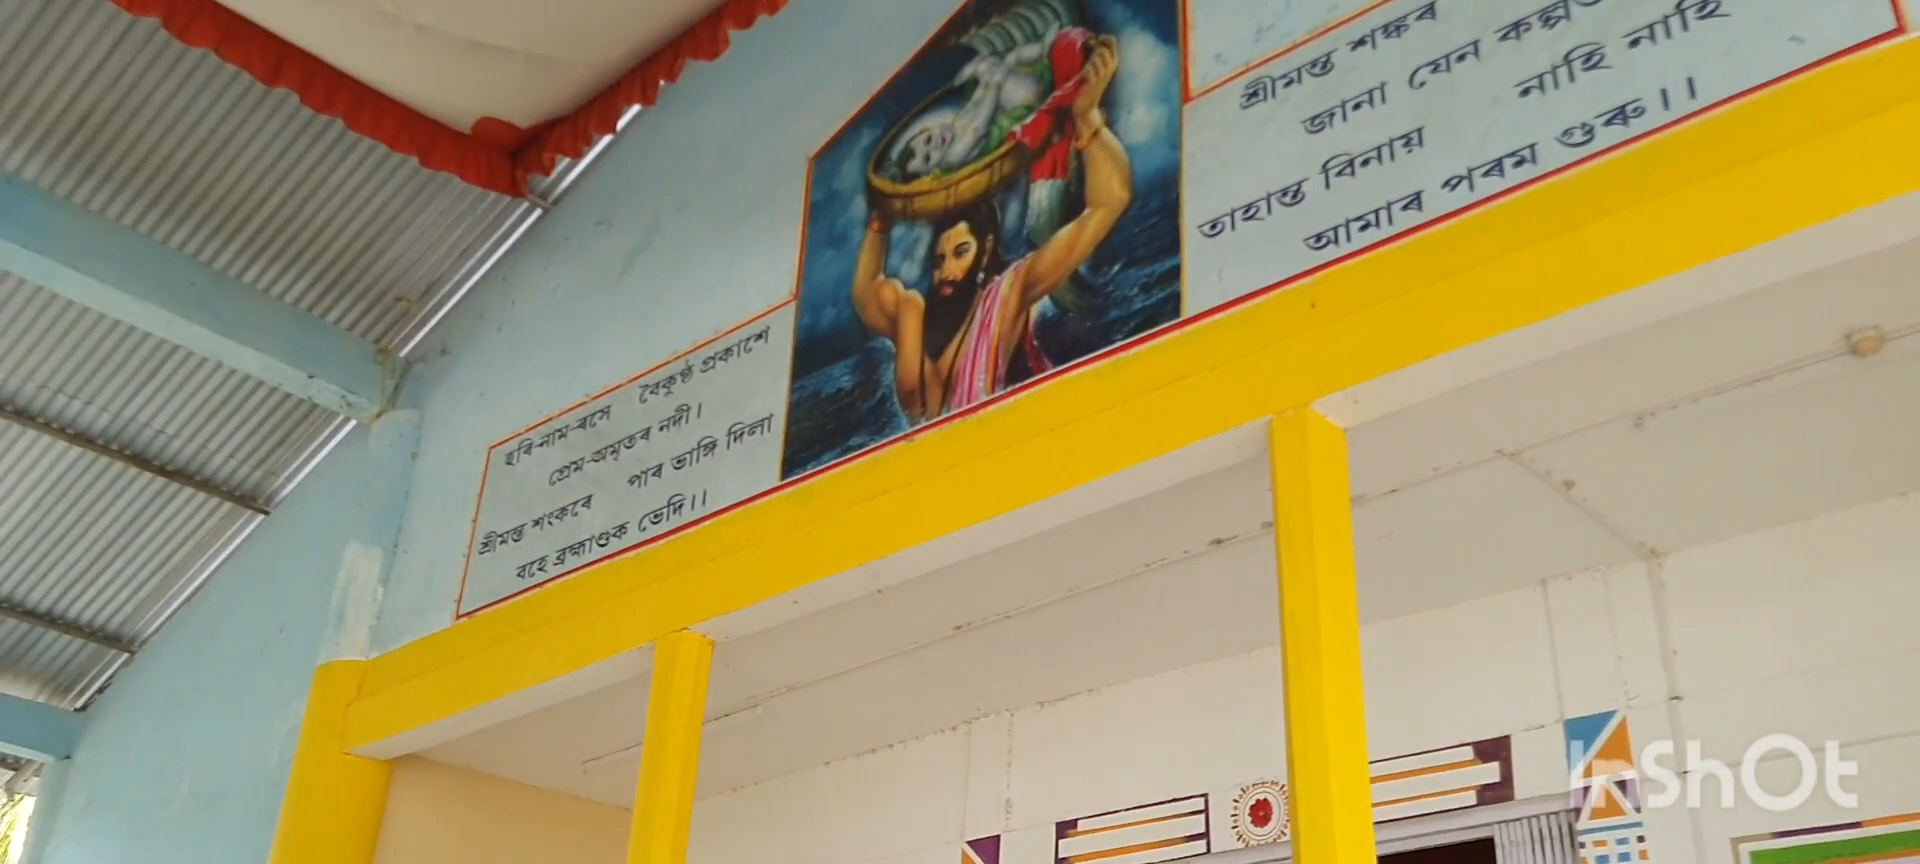 হৰি-নাম-ৰসে বৈকুণ্ঠ প্ৰকাশে
প্ৰেম-অমৃতৰ নদী।
শ্ৰীমন্ত শংকৰে পাৰ ভাঙ্গি দিলা
বহে ব্ৰহ্মাণ্ডক ভেদি।।
শ্ৰীমন্ত শঙ্কৰ
জানা যেন
তাহান্ত বিনায় নাহি নাহি
আমাৰ পৰম গুৰু।।
InShOt